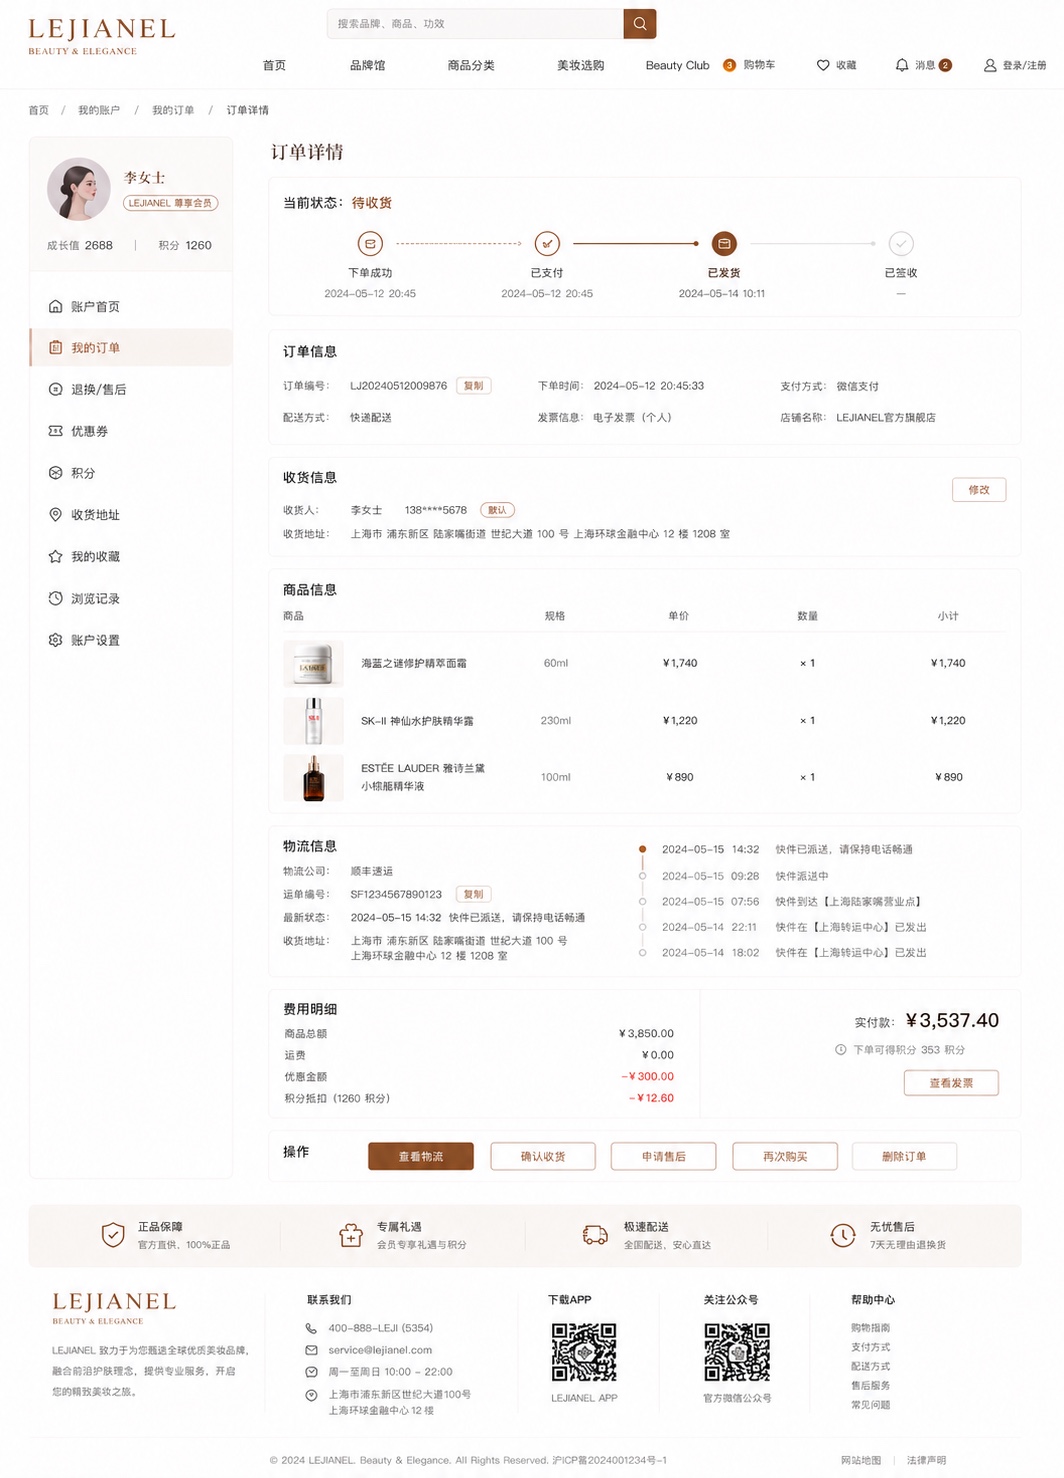 LEJIANEL
BEAUTY & ELEGANCE
搜索品牌、商品、功效
首页 品牌馆 商品分类 美妆选购 Beauty Club 3 购物车 收藏 消息 2 登录/注册
首页 / 我的账户 / 我的订单 / 订单详情
李女士
LEJIANEL 尊享会员
成长值 2688 | 积分 1260
账户首页
我的订单
退换/售后
优惠券
积分
收货地址
我的收藏
浏览记录
账户设置
订单详情
当前状态：待收货
下单成功 已支付 已发货 已签收
2024-05-12 20:45 2024-05-12 20:45 2024-05-14 10:11 —
订单信息
订单编号： LJ20240512009876 复制 下单时间： 2024-05-12 20:45:33 支付方式： 微信支付
配送方式： 快递配送 发票信息： 电子发票（个人） 店铺名称： LEJIANEL官方旗舰店
收货信息
修改
收货人： 李女士 138****5678 默认
收货地址： 上海市 浦东新区 陆家嘴街道 世纪大道 100 号 上海环球金融中心 12 楼 1208 室
商品信息
商品 规格 单价 数量 小计
海蓝之谜修护精萃面霜 60ml ¥1,740 × 1 ¥1,740
SK-II 神仙水护肤精华露 230ml ¥1,220 × 1 ¥1,220
ESTĒE LAUDER 雅诗兰黛
小棕瓶精华液 100ml ¥890 × 1 ¥890
物流信息
物流公司： 顺丰速运
运单编号： SF1234567890123 复制
最新状态： 2024-05-15 14:32 快件已派送，请保持电话畅通
收货地址： 上海市 浦东新区 陆家嘴街道 世纪大道 100 号
上海环球金融中心 12 楼 1208 室
2024-05-15 14:32 快件已派送，请保持电话畅通
2024-05-15 09:28 快件派送中
2024-05-15 07:56 快件到达【上海陆家嘴营业点】
2024-05-14 22:11 快件在【上海转运中心】已发出
2024-05-14 18:02 快件在【上海转运中心】已发出
费用明细
商品总额 ¥3,850.00
运费 ¥0.00
优惠金额 -¥300.00
积分抵扣（1260 积分） -¥12.60
实付款： ¥3,537.40
下单可得积分 353 积分
查看发票
操作 查看物流 确认收货 申请售后 再次购买 删除订单
正品保障
官方直供，100%正品
专属礼遇
会员专享礼遇与积分
极速配送
全国配送，安心直达
无忧售后
7天无理由退换货
LEJIANEL
BEAUTY & ELEGANCE
LEJIANEL 致力于为您甄选全球优质美妆品牌，
融合前沿护肤理念，提供专业服务，开启
您的精致美妆之旅。
联系我们
400-888-LEJI (5354)
service@lejianel.com
周一至周日 10:00 - 22:00
上海市浦东新区世纪大道100号
上海环球金融中心 12 楼
下载APP
LEJIANEL APP
关注公众号
官方微信公众号
帮助中心
购物指南
支付方式
配送方式
售后服务
常见问题
© 2024 LEJIANEL. Beauty & Elegance. All Rights Reserved. 沪ICP备2024001234号-1
网站地图 | 法律声明